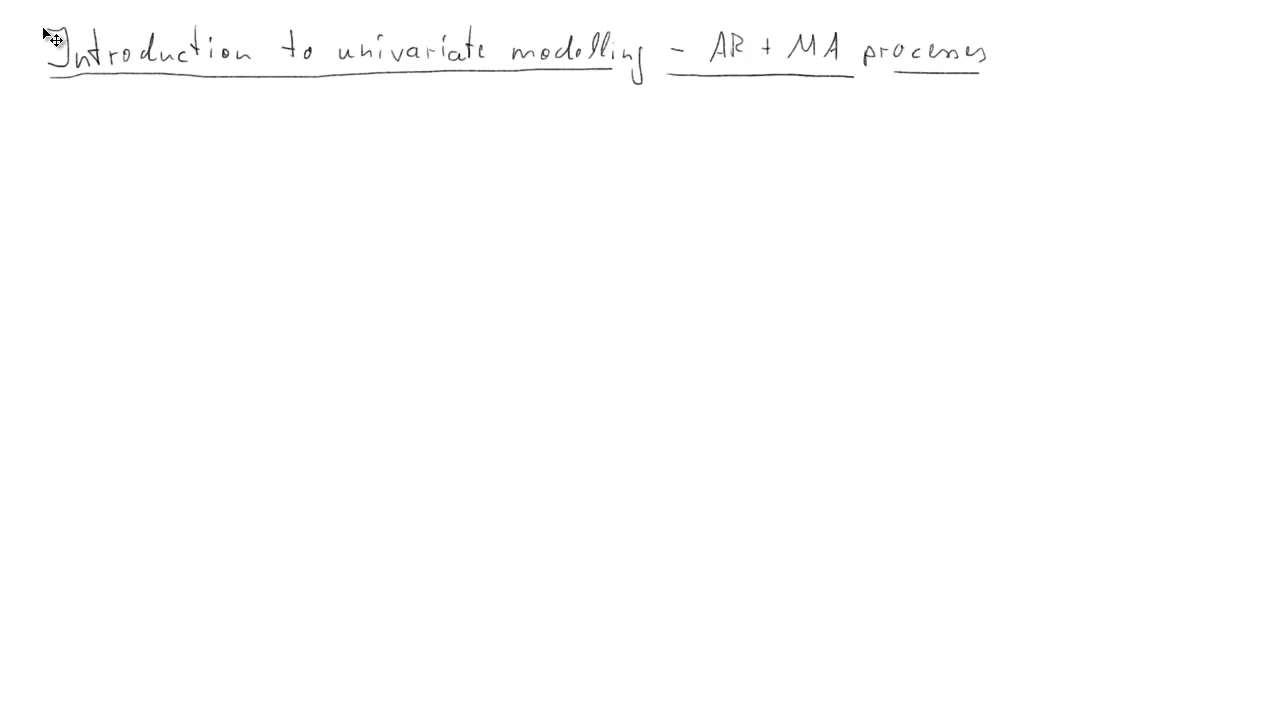 Introduction to univariate modelling - AR + MA processes